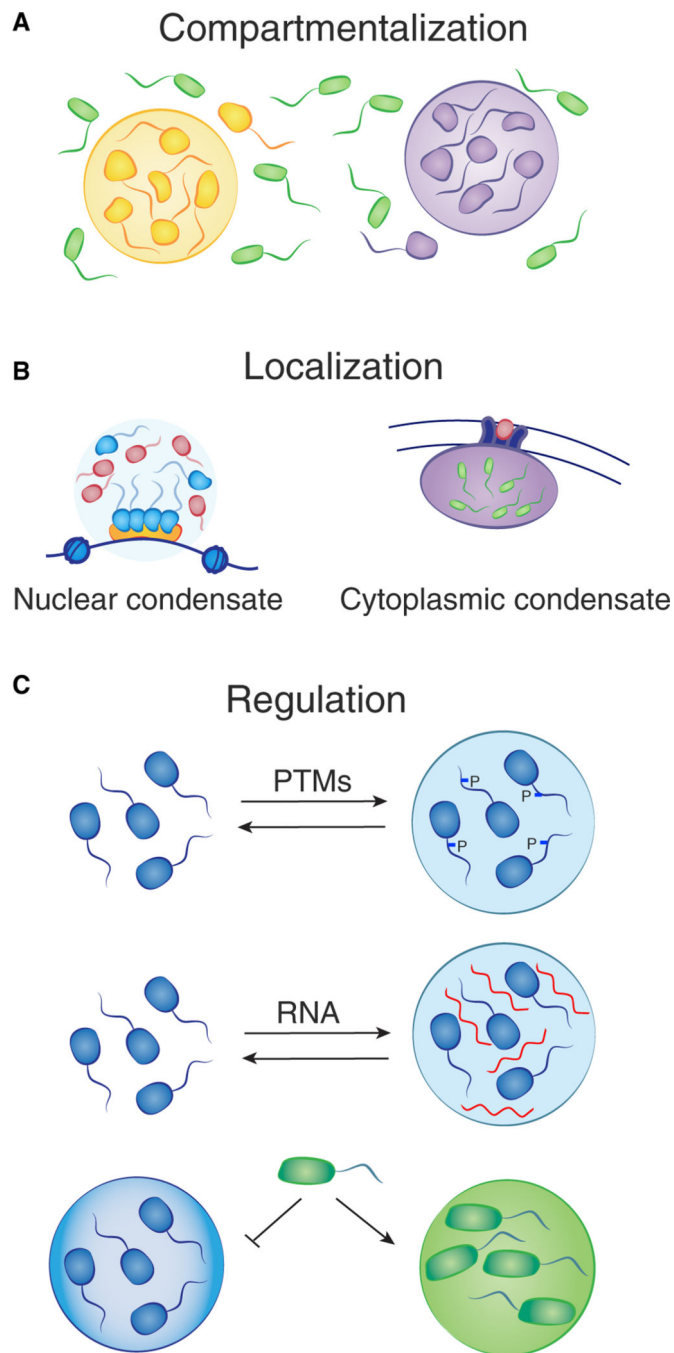 A
Compartmentalization
B
Localization
Nuclear condensate
Cytoplasmic condensate
C
Regulation
PTMs
P
P
P
P
RNA